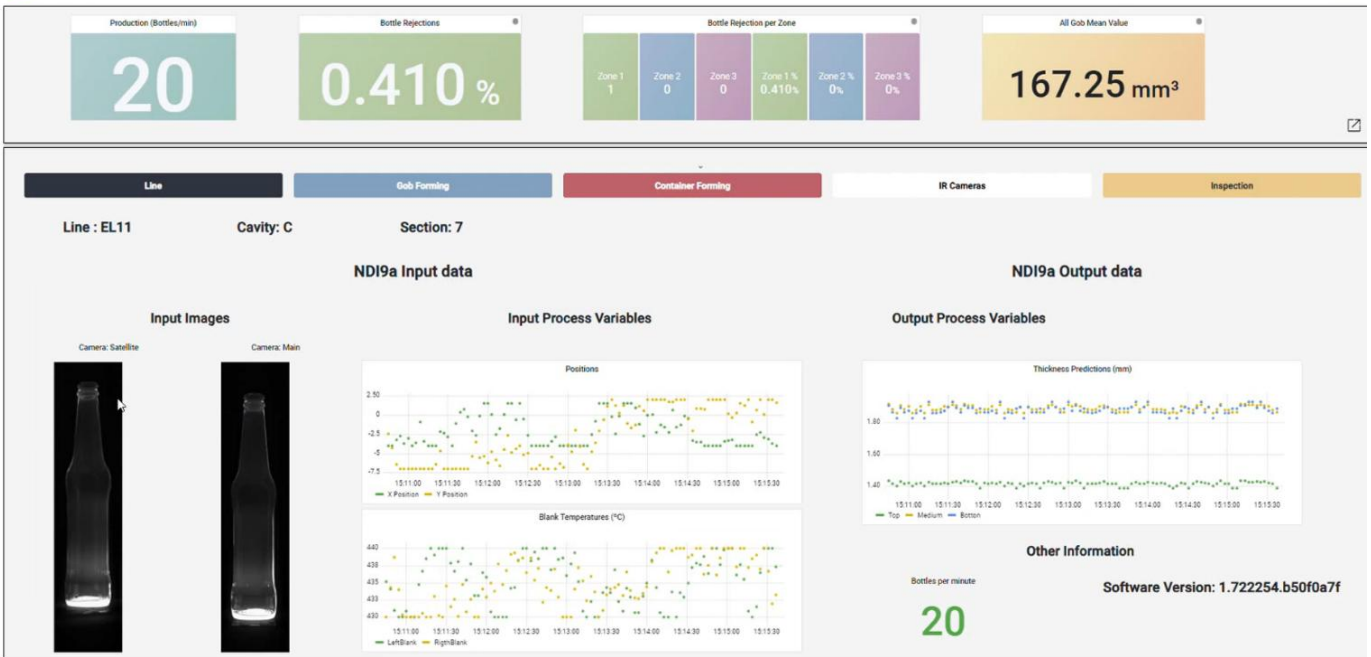 Production (Bottles/min)
20
Bottle Rejections
0.410 %
Bottle Rejection per Zone
Zone 1
1
Zone 2
0
Zone 3
0
Zone 1 %
0.410%
Zone 2 %
0%
Zone 3 %
0%
All Gob Mean Value
167.25 mm³
Line
Gob Forming
Container Forming
IR Cameras
Inspection
Line : EL11
Cavity: C
Section: 7
NDI9a Input data
NDI9a Output data
Input Images
Input Process Variables
Output Process Variables
Camera: Satellite
Camera: Main
Positions
2.50
0
-2.5
-5
-7.5
15:11:00 15:11:30 15:12:00 15:12:30 15:13:00 15:13:30 15:14:00 15:14:30 15:15:00 15:15:30
X Position Y Position
Blank Temperatures (ºC)
440
438
435
433
430
15:11:00 15:11:30 15:12:00 15:12:30 15:13:00 15:13:30 15:14:00 15:14:30 15:15:00 15:15:30
LeftBlank RigthBlank
Thickness Predictions (mm)
1.80
1.60
1.40
15:11:00 15:11:30 15:12:00 15:12:30 15:13:00 15:13:30 15:14:00 15:14:30 15:15:00 15:15:30
Top Medium Botton
Other Information
Bottles per minute
20
Software Version: 1.722254.b50f0a7f